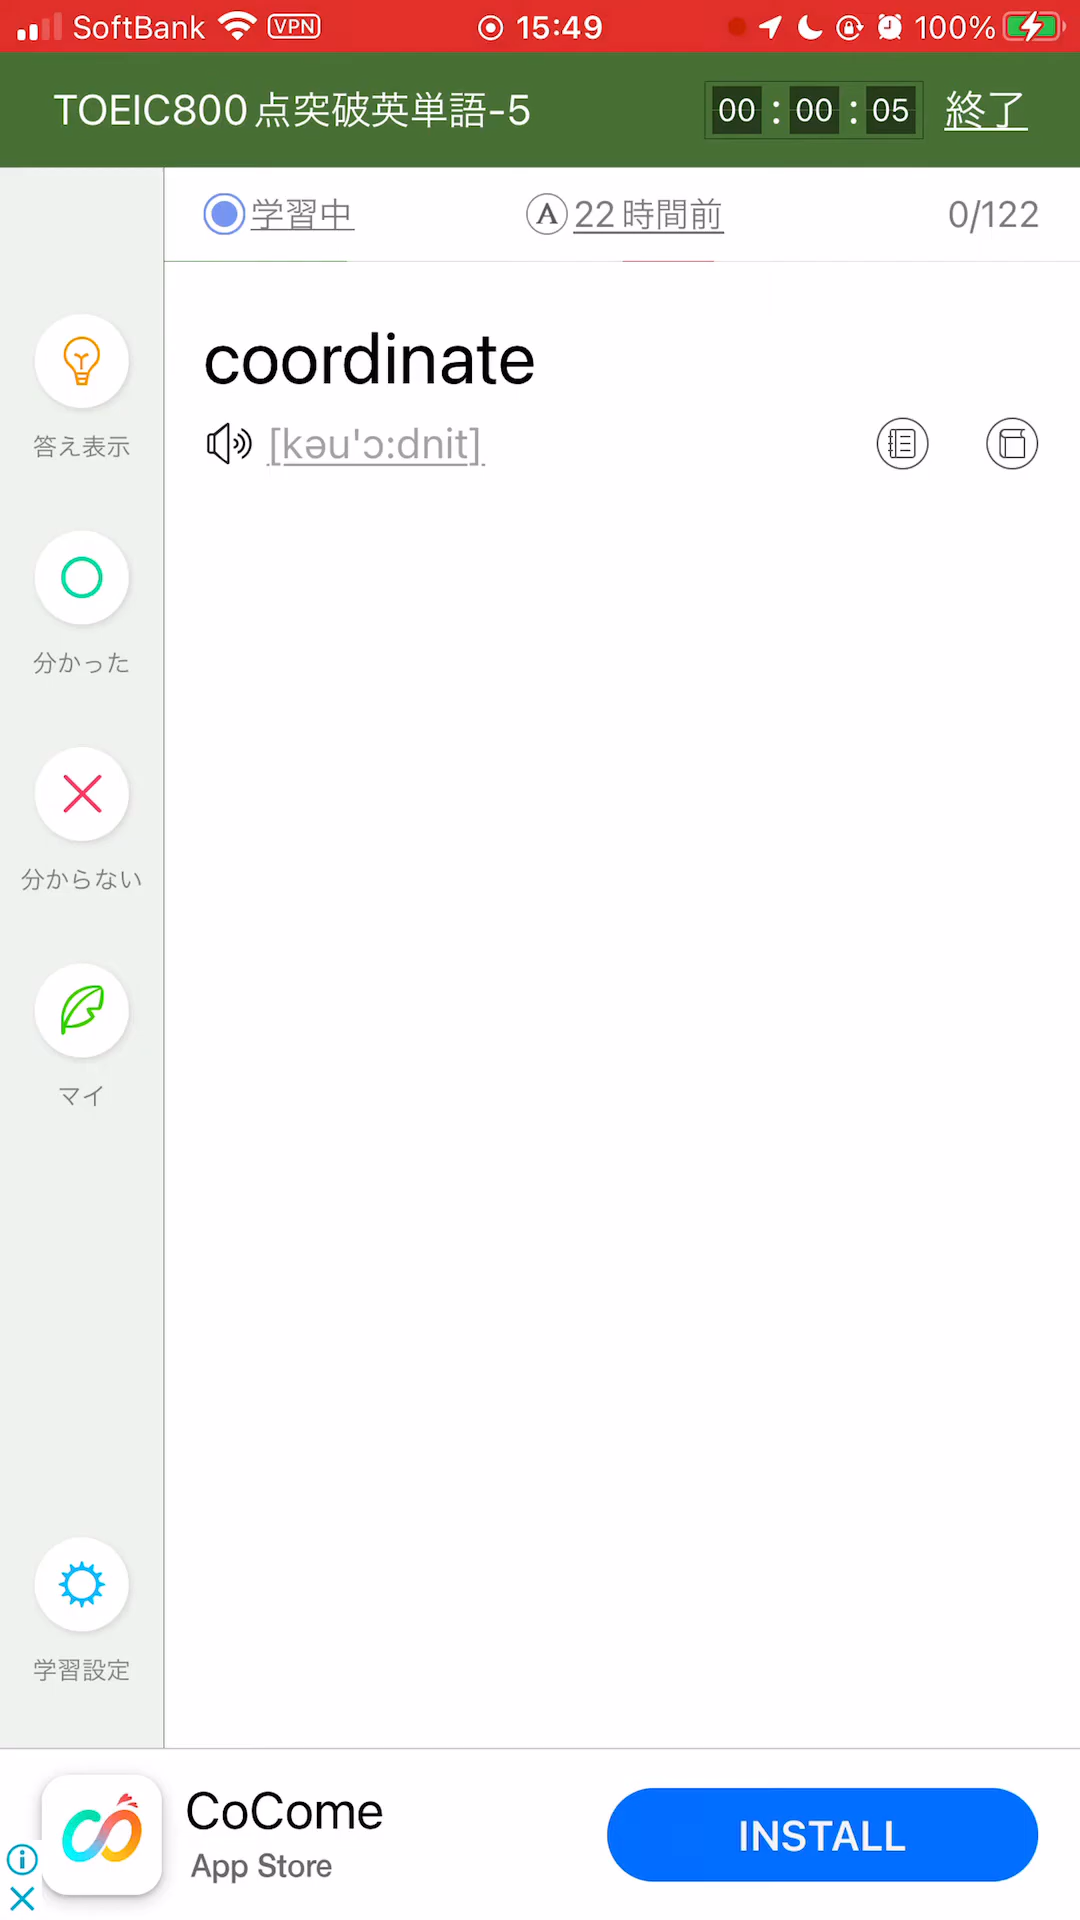 SoftBank VPN 15:49 100%
TOEIC800点突破英単語-5 00:00:05 終了
学習中 A 22時間前 0/122
coordinate
[kəu'ɔ:dnit]
答え表示
分かった
分からない
マイ
学習設定
CoCome
App Store
INSTALL